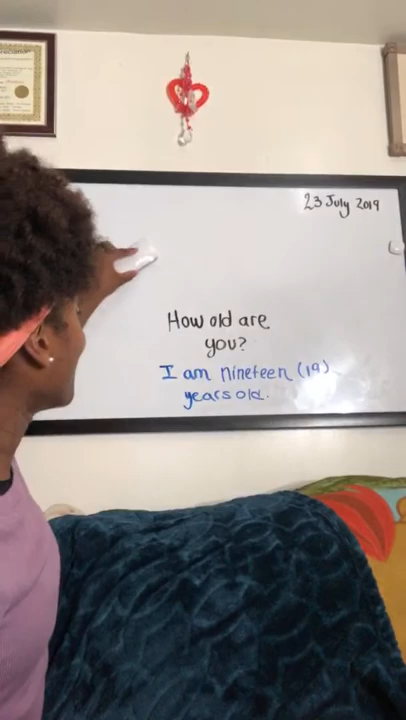 23 July 2019
How old are
you?
I am nineteen (19)
years old.